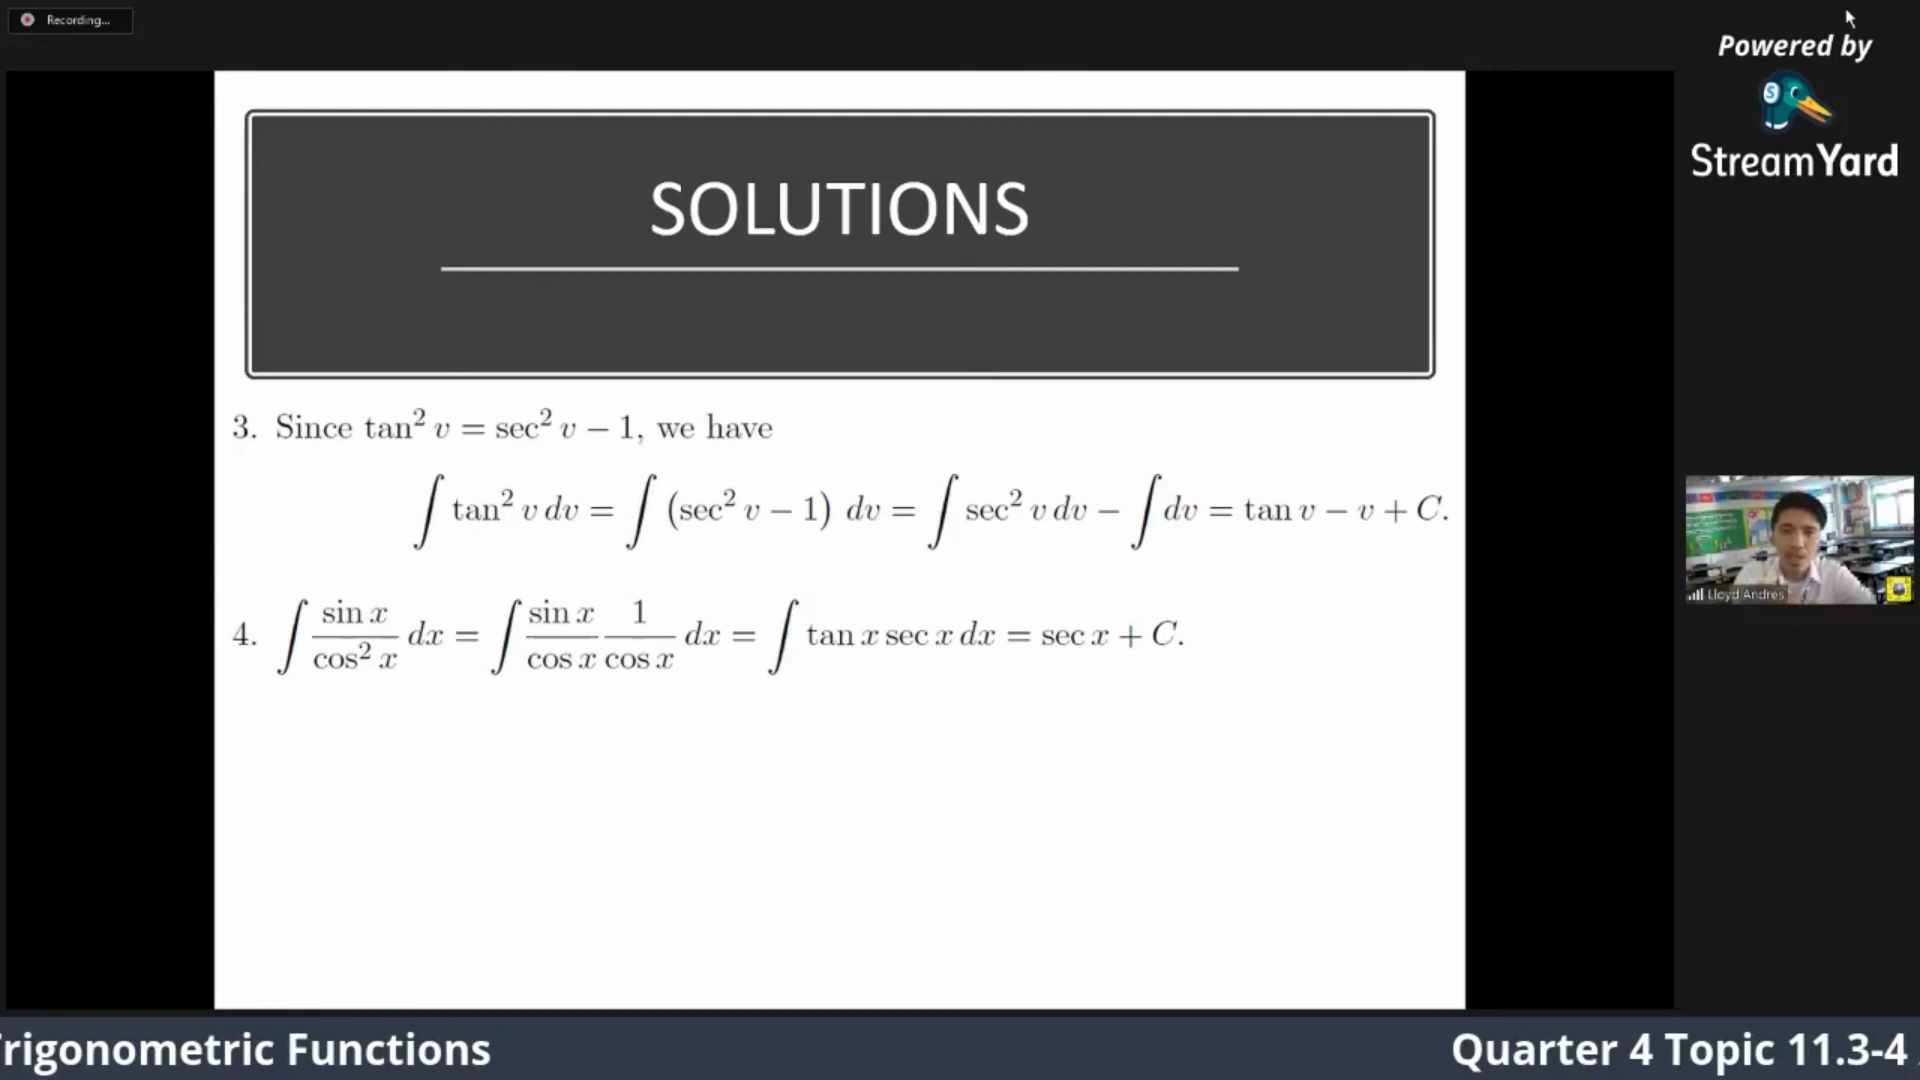 Recording...
Powered by
StreamYard
SOLUTIONS
3. Since tan² v = sec² v − 1, we have
∫ tan² v dv = ∫ (sec² v − 1) dv = ∫ sec² v dv − ∫ dv = tan v − v + C.
4. ∫ sin x / cos² x dx = ∫ sin x / cos x 1 / cos x dx = ∫ tan x sec x dx = sec x + C.
Lloyd Andres
rigonometric Functions
Quarter 4 Topic 11.3-4